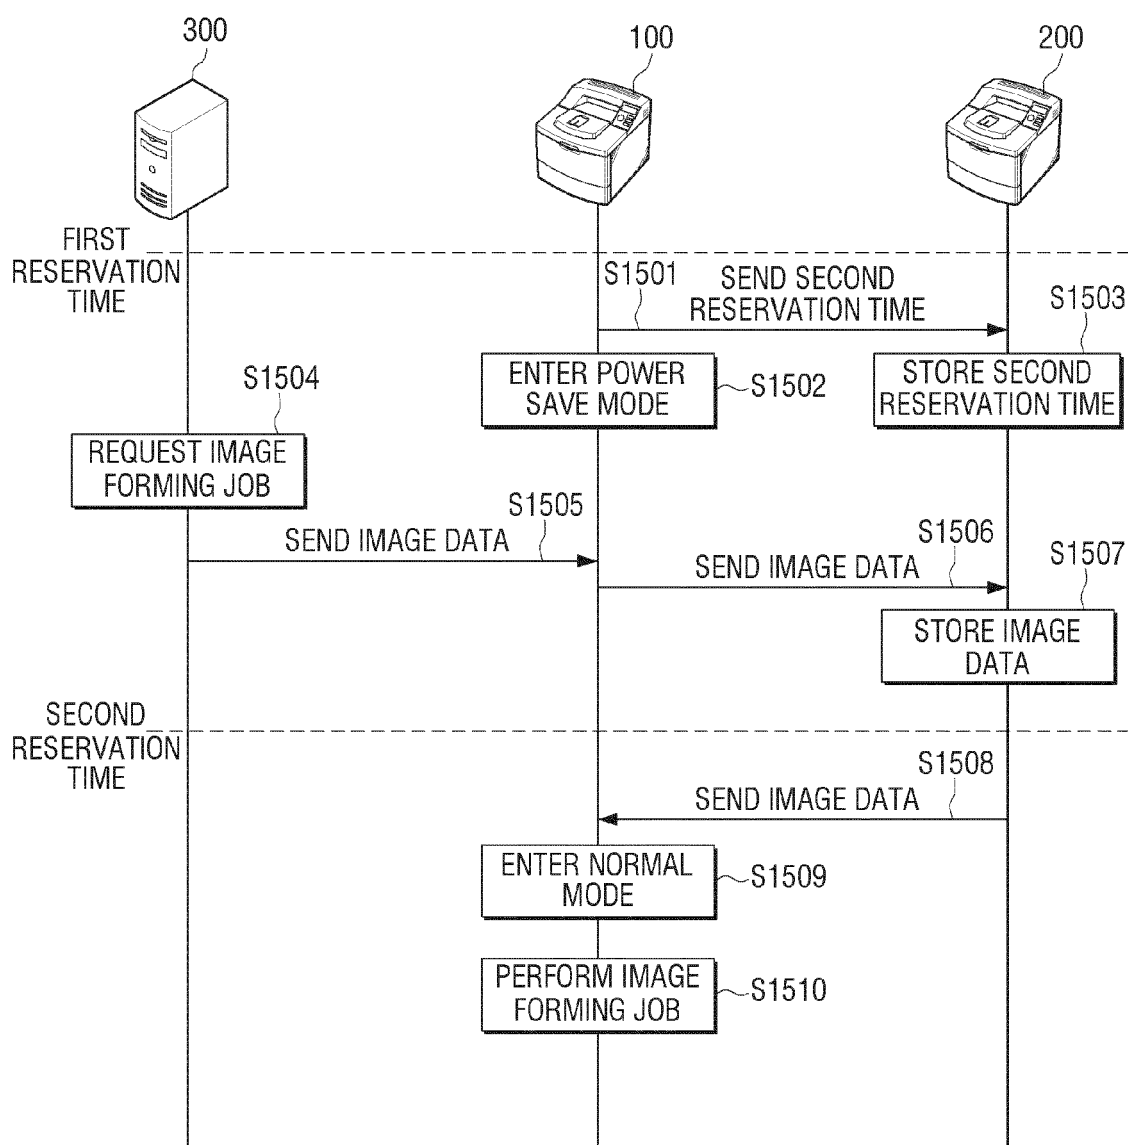 300
100
200
FIRST
RESERVATION
TIME
S1501
SEND SECOND
RESERVATION TIME
S1503
ENTER POWER
SAVE MODE
S1502
STORE SECOND
RESERVATION TIME
S1504
REQUEST IMAGE
FORMING JOB
S1505
SEND IMAGE DATA
S1506
SEND IMAGE DATA
S1507
STORE IMAGE
DATA
SECOND
RESERVATION
TIME
S1508
SEND IMAGE DATA
ENTER NORMAL
MODE
S1509
PERFORM IMAGE
FORMING JOB
S1510